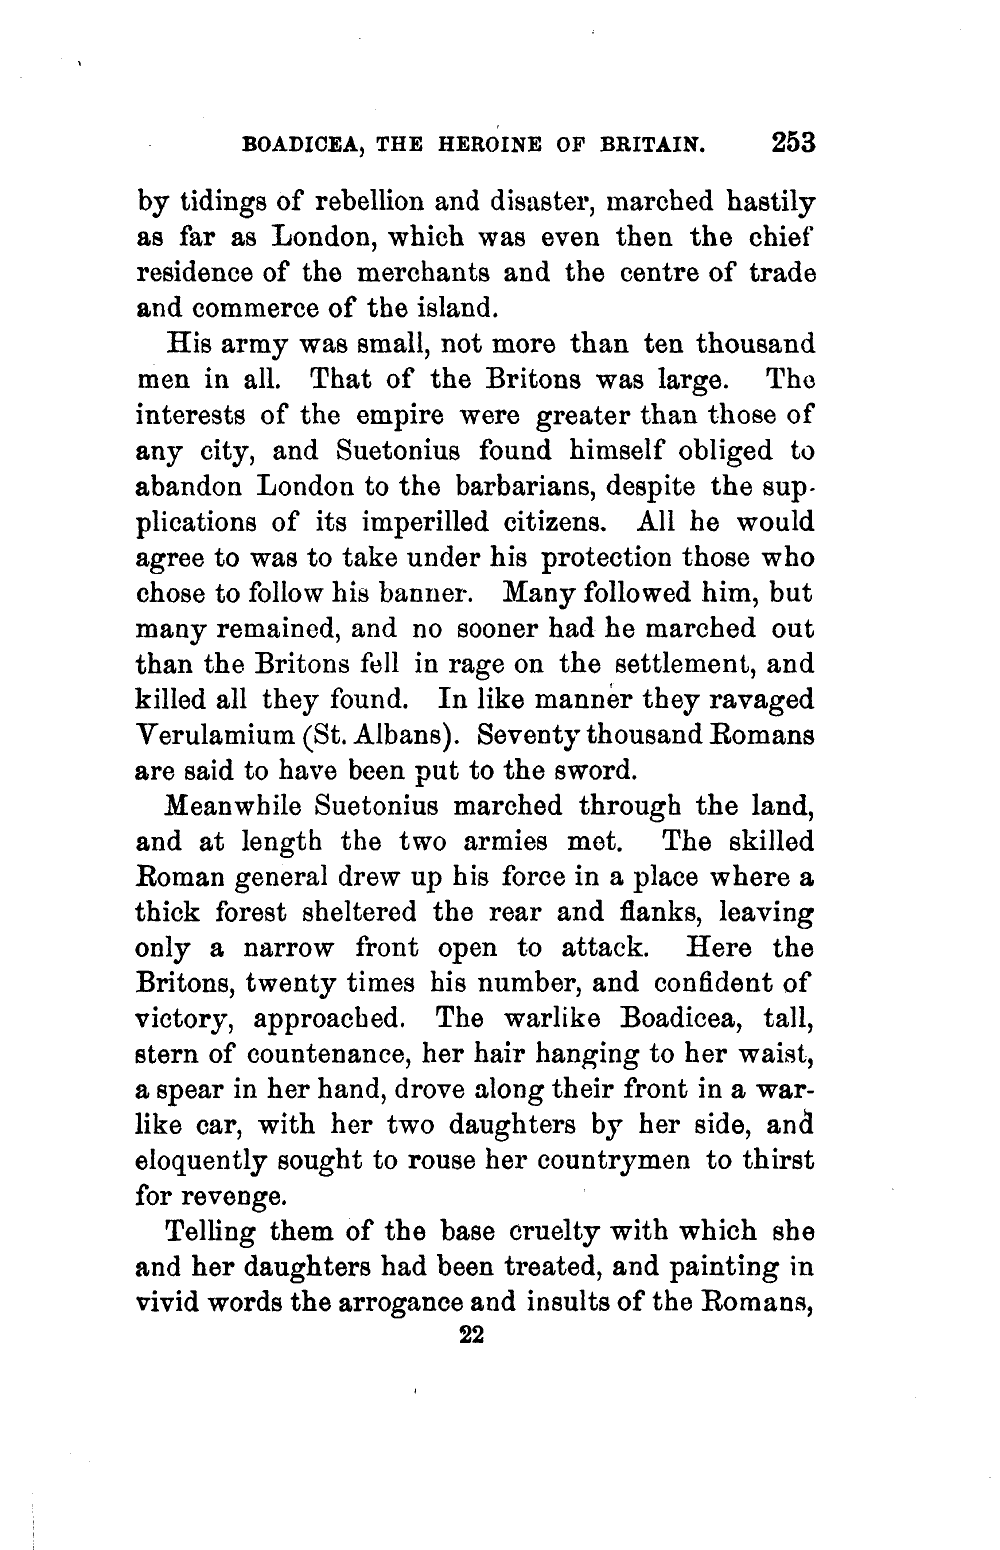 BOADICEA, THE HEROINE OF BRITAIN. 253
by tidings of rebellion and disaster, marched hastily
as far as London, which was even then the chief
residence of the merchants and the centre of trade
and commerce of the island.
His army was small, not more than ten thousand
men in all. That of the Britons was large. The
interests of the empire were greater than those of
any city, and Suetonius found himself obliged to
abandon London to the barbarians, despite the sup-
plications of its imperilled citizens. All he would
agree to was to take under his protection those who
chose to follow his banner. Many followed him, but
many remained, and no sooner had he marched out
than the Britons fell in rage on the settlement, and
killed all they found. In like manner they ravaged
Verulamium (St. Albans). Seventy thousand Romans
are said to have been put to the sword.
Meanwhile Suetonius marched through the land,
and at length the two armies met. The skilled
Roman general drew up his force in a place where a
thick forest sheltered the rear and flanks, leaving
only a narrow front open to attack. Here the
Britons, twenty times his number, and confident of
victory, approached. The warlike Boadicea, tall,
stern of countenance, her hair hanging to her waist,
a spear in her hand, drove along their front in a war-
like car, with her two daughters by her side, and
eloquently sought to rouse her countrymen to thirst
for revenge.
Telling them of the base cruelty with which she
and her daughters had been treated, and painting in
vivid words the arrogance and insults of the Romans,
22